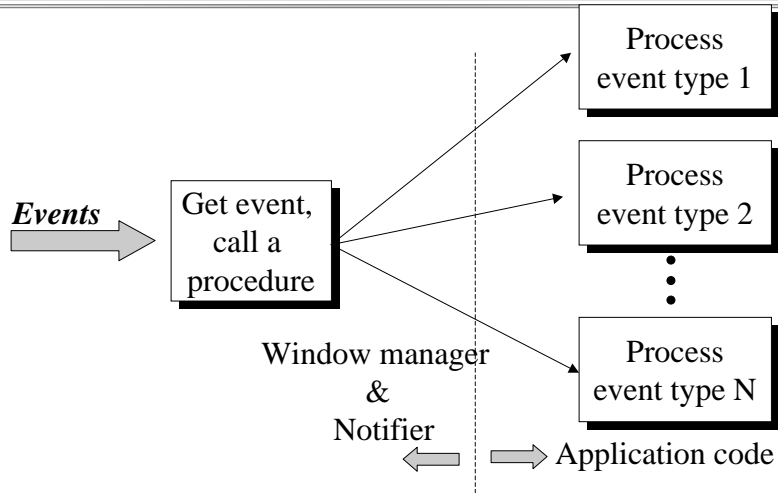 Events
Get event,
call a
procedure
Process
event type 1
Process
event type 2
Process
event type N
Window manager
&
Notifier
Application code